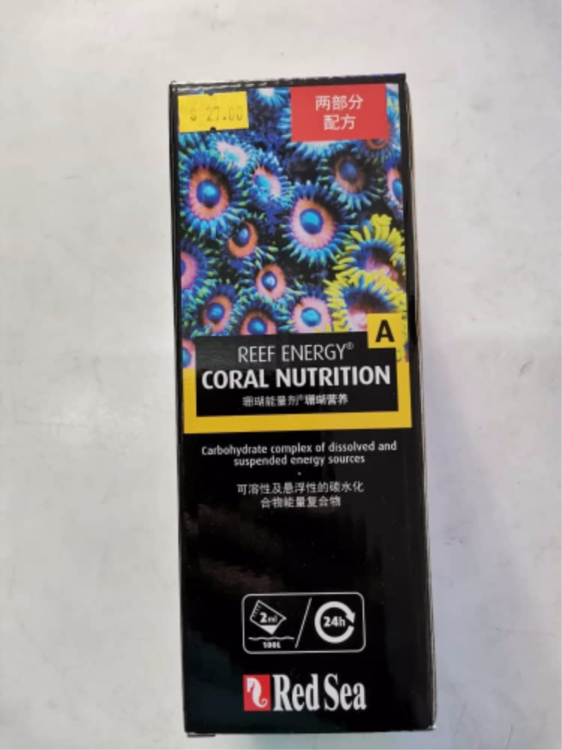 $ 27.00
两部分
配方
A
REEF ENERGY®
CORAL NUTRITION
珊瑚能量剂®珊瑚营养
Carbohydrate complex of dissolved and
suspended energy sources
可溶性及悬浮性的碳水化
合物能量复合物
2ml
100L
24h
Red Sea